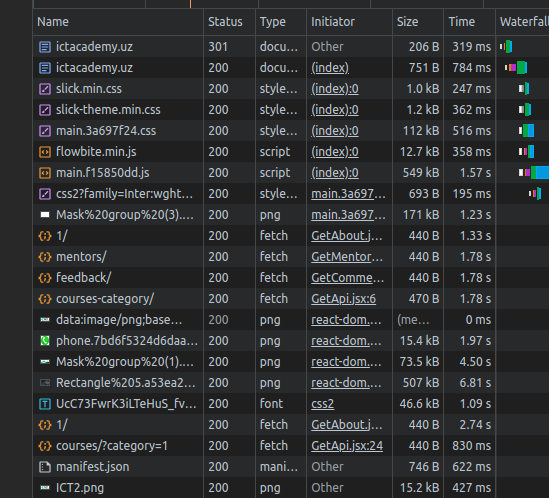 Name Status Type Initiator Size Time Waterfall
ictacademy.uz 301 docu... Other 206 B 319 ms
ictacademy.uz 200 docu... (index) 751 B 784 ms
slick.min.css 200 style... (index):0 1.0 kB 247 ms
slick-theme.min.css 200 style... (index):0 1.2 kB 362 ms
main.3a697f24.css 200 style... (index):0 112 kB 516 ms
flowbite.min.js 200 script (index):0 12.7 kB 358 ms
main.f15850dd.js 200 script (index):0 549 kB 1.57 s
css2?family=Inter:wght... 200 style... main.3a697... 693 B 195 ms
Mask%20group%20(3)... 200 png main.3a697... 171 kB 1.23 s
1/ 200 fetch GetAbout.j... 440 B 1.33 s
mentors/ 200 fetch GetMentor... 440 B 1.78 s
feedback/ 200 fetch GetComme... 440 B 1.78 s
courses-category/ 200 fetch GetApi.jsx:6 470 B 1.78 s
data:image/png;base... 200 png react-dom.... (me... 0 ms
phone.7bd6f5324d6daa... 200 png react-dom.... 15.4 kB 1.97 s
Mask%20group%20(1)... 200 png react-dom.... 73.5 kB 4.50 s
Rectangle%205.a53ea2... 200 png react-dom.... 507 kB 6.81 s
UcC73FwrK3iLTeHuS_fv... 200 font css2 46.6 kB 1.09 s
1/ 200 fetch GetAbout.j... 440 B 2.74 s
courses/?category=1 200 fetch GetApi.jsx:24 440 B 830 ms
manifest.json 200 mani... Other 746 B 622 ms
ICT2.png 200 png Other 15.2 kB 427 ms